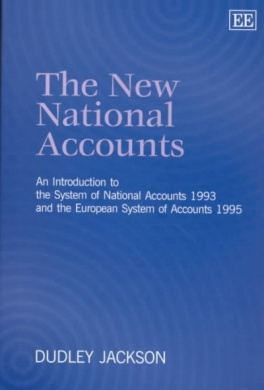 EE
The New
National
Accounts
An Introduction to
the System of National Accounts 1993
and the European System of Accounts 1995
DUDLEY JACKSON